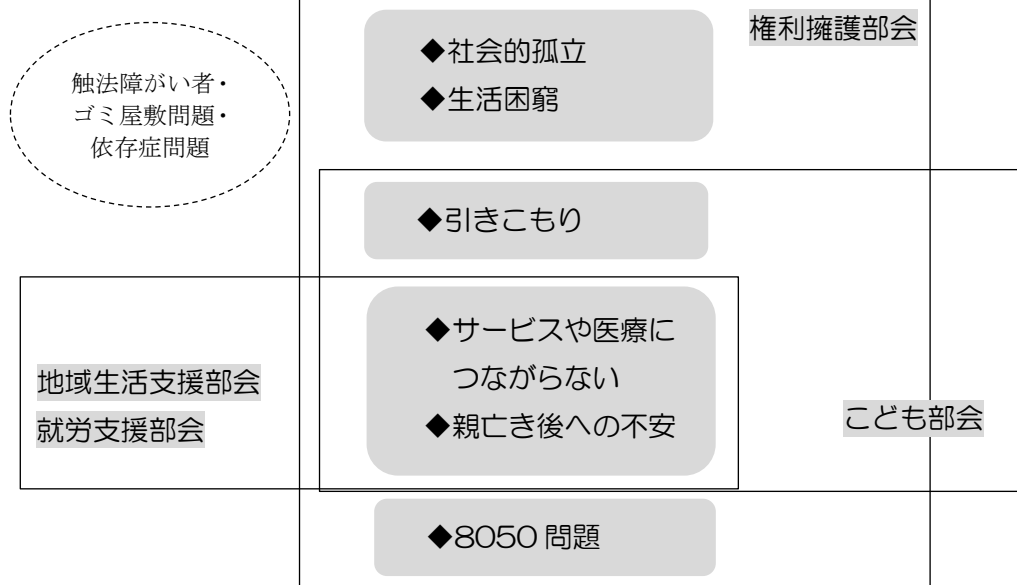 権利擁護部会
◆社会的孤立
◆生活困窮
触法障がい者・
ゴミ屋敷問題・
依存症問題
◆引きこもり
◆サービスや医療に
つながらない
◆親亡き後への不安
地域生活支援部会
就労支援部会
こども部会
◆8050問題